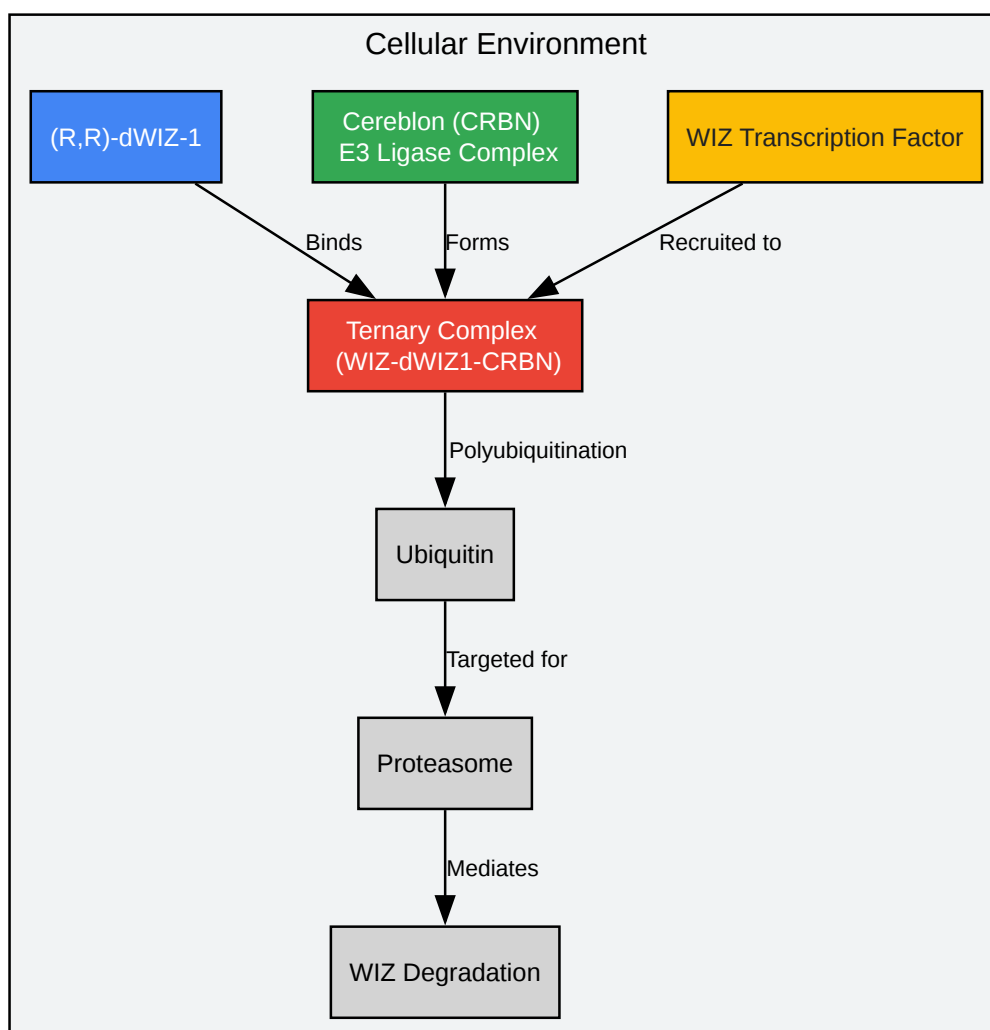 Cellular Environment
(R,R)-dWIZ-1
Cereblon (CRBN)
E3 Ligase Complex
WIZ Transcription Factor
Binds
Forms
Recruited to
Ternary Complex
(WIZ-dWIZ1-CRBN)
Polyubiquitination
Ubiquitin
Targeted for
Proteasome
Mediates
WIZ Degradation